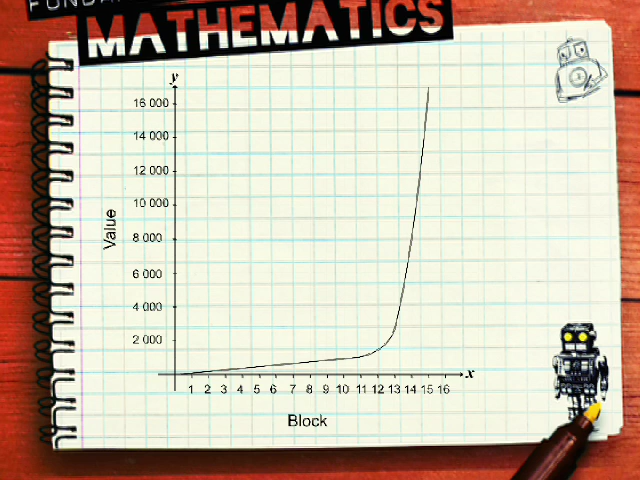 MATHEMATICS
y
16 000
14 000
12 000
10 000
8 000
6 000
4 000
2 000
Value
x
1 2 3 4 5 6 7 8 9 10 11 12 13 14 15 16
Block